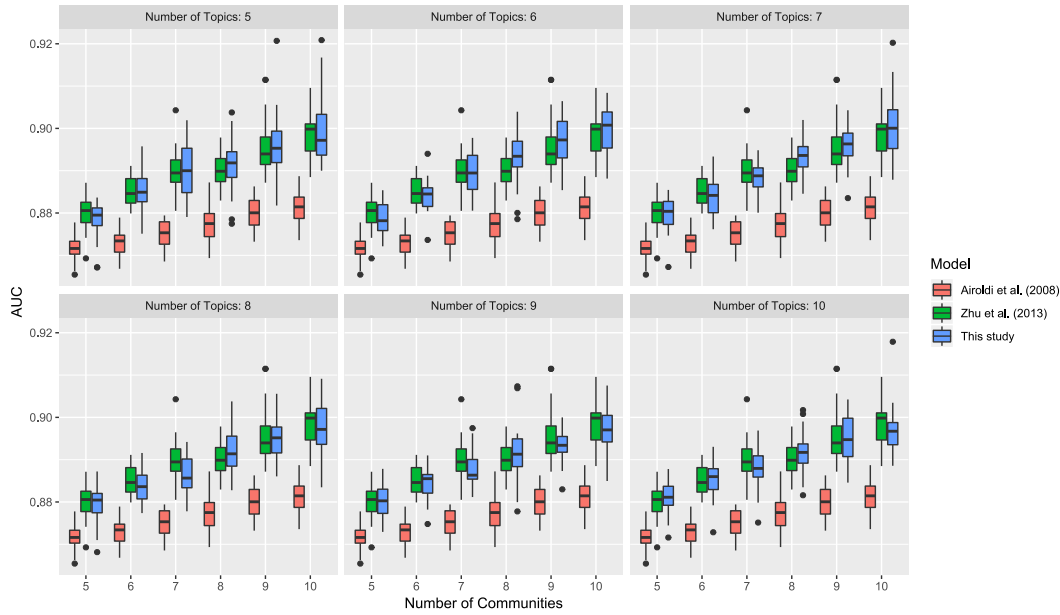 Number of Topics: 5
Number of Topics: 6
Number of Topics: 7
0.92
0.90
0.88
AUC
Number of Topics: 8
Number of Topics: 9
Number of Topics: 10
0.92
0.90
0.88
5 6 7 8 9 10
5 6 7 8 9 10
5 6 7 8 9 10
Number of Communities
Model
Airoldi et al. (2008)
Zhu et al. (2013)
This study